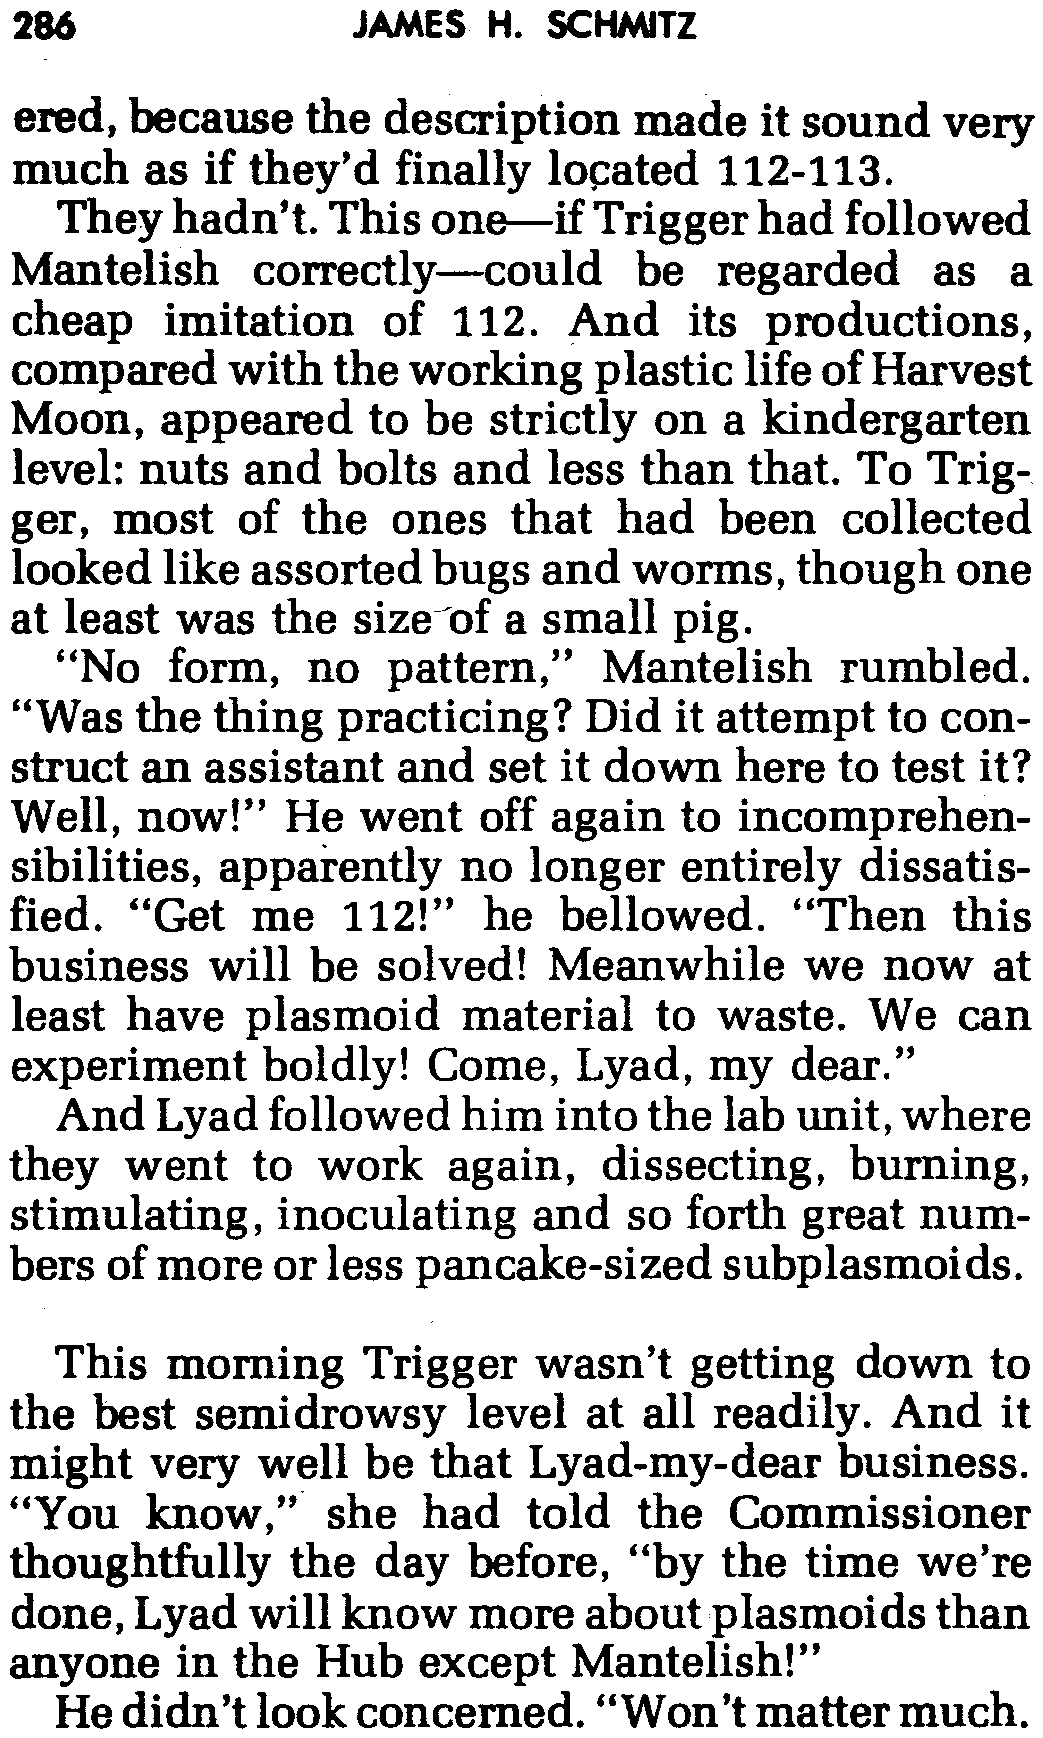 286 JAMES H. SCHMITZ
ered, because the description made it sound very
much as if they'd finally located 112-113.
They hadn't. This one—if Trigger had followed
Mantelish correctly—could be regarded as a
cheap imitation of 112. And its productions,
compared with the working plastic life of Harvest
Moon, appeared to be strictly on a kindergarten
level: nuts and bolts and less than that. To Trig-
ger, most of the ones that had been collected
looked like assorted bugs and worms, though one
at least was the size of a small pig.
"No form, no pattern," Mantelish rumbled.
"Was the thing practicing? Did it attempt to con-
struct an assistant and set it down here to test it?
Well, now!" He went off again to incomprehen-
sibilities, apparently no longer entirely dissatis-
fied. "Get me 112!" he bellowed. "Then this
business will be solved! Meanwhile we now at
least have plasmoid material to waste. We can
experiment boldly! Come, Lyad, my dear."
And Lyad followed him into the lab unit, where
they went to work again, dissecting, burning,
stimulating, inoculating and so forth great num-
bers of more or less pancake-sized subplasmoids.
This morning Trigger wasn't getting down to
the best semidrowsy level at all readily. And it
might very well be that Lyad-my-dear business.
"You know," she had told the Commissioner
thoughtfully the day before, "by the time we're
done, Lyad will know more about plasmoids than
anyone in the Hub except Mantelish!"
He didn't look concerned. "Won't matter much.